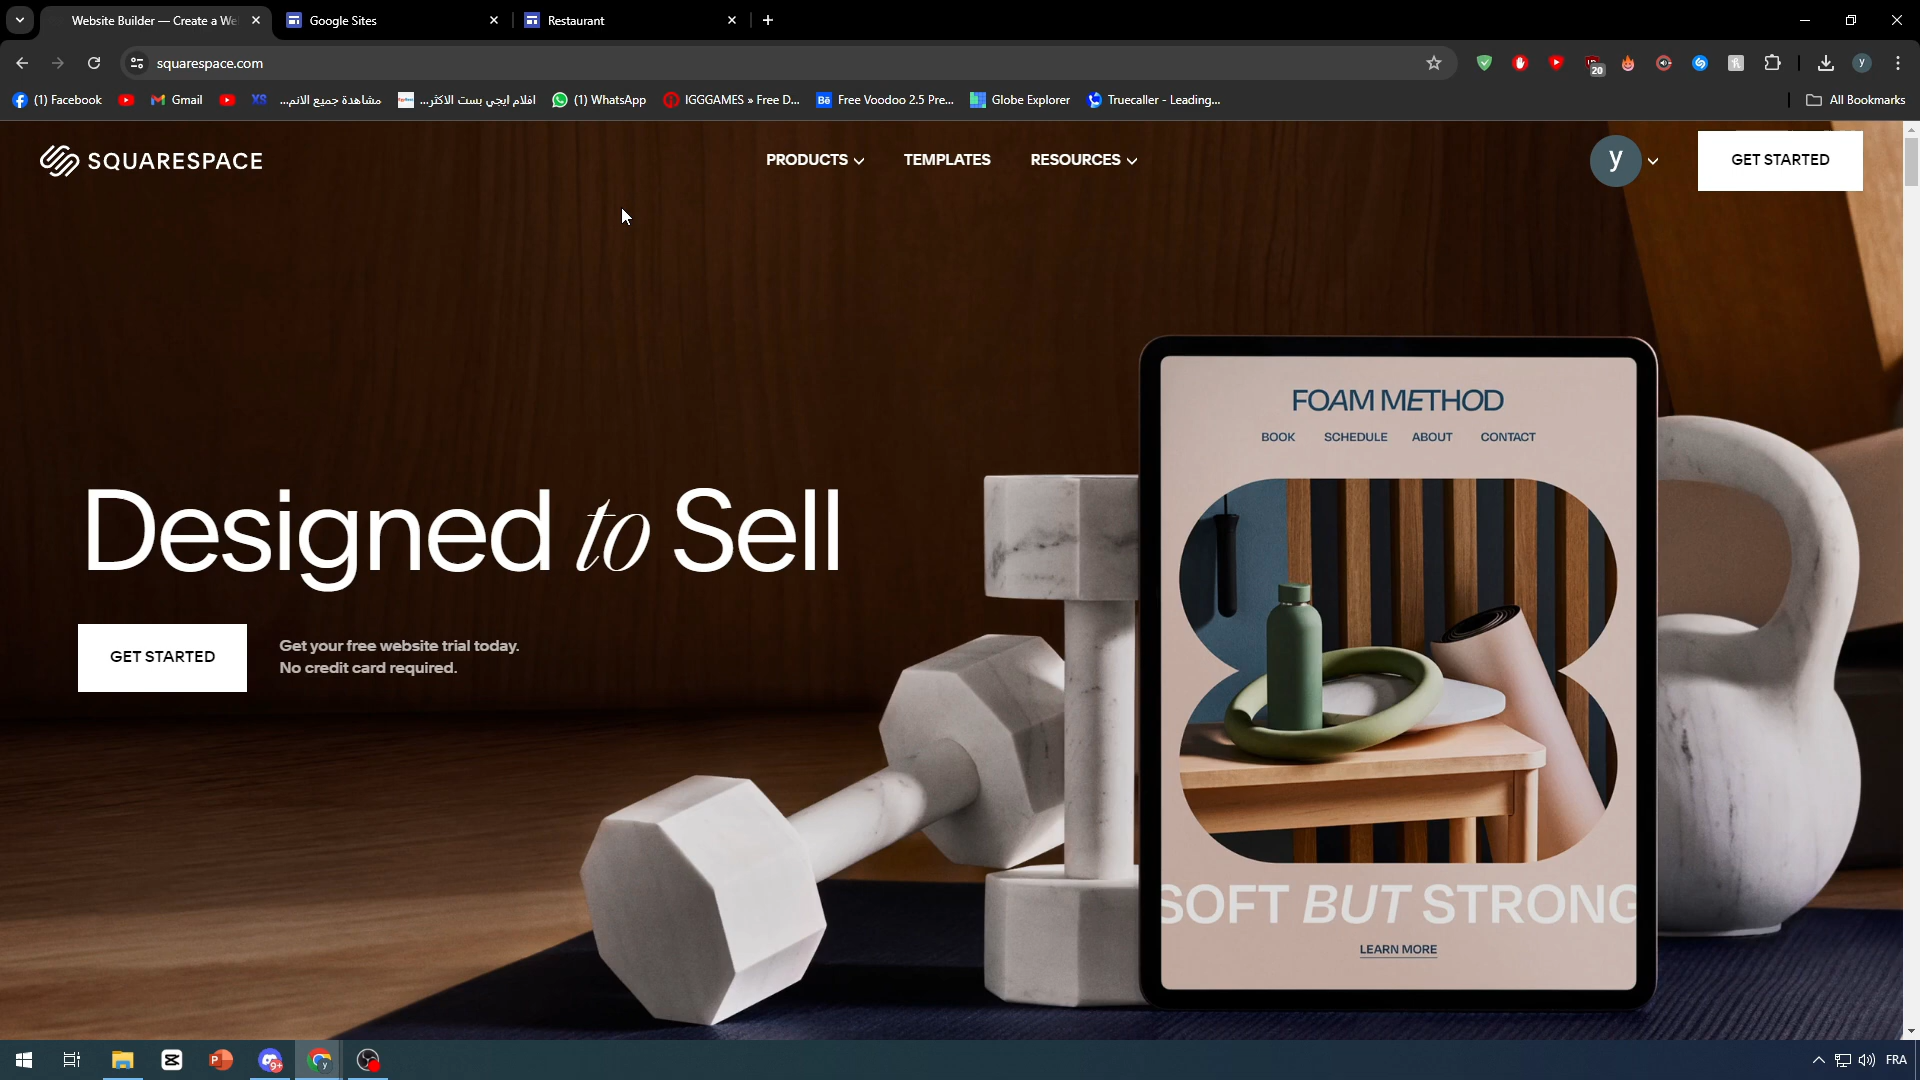 Website Builder — Create a We
Google Sites
Restaurant
squarespace.com
20
y
(1) Facebook
Gmail
XS
مشاهدة جميع الانم...
افلام ايجي بست الاكثر...
(1) WhatsApp
IGGGAMES » Free D...
Bē
Free Voodoo 2.5 Pre...
Globe Explorer
Truecaller - Leading...
All Bookmarks
SQUARESPACE
PRODUCTS
TEMPLATES
RESOURCES
y
GET STARTED
FOAM METHOD
BOOK
SCHEDULE
ABOUT
CONTACT
Designed to Sell
GET STARTED
Get your free website trial today.
No credit card required.
SOFT BUT STRONG
LEARN MORE
9+
FRA